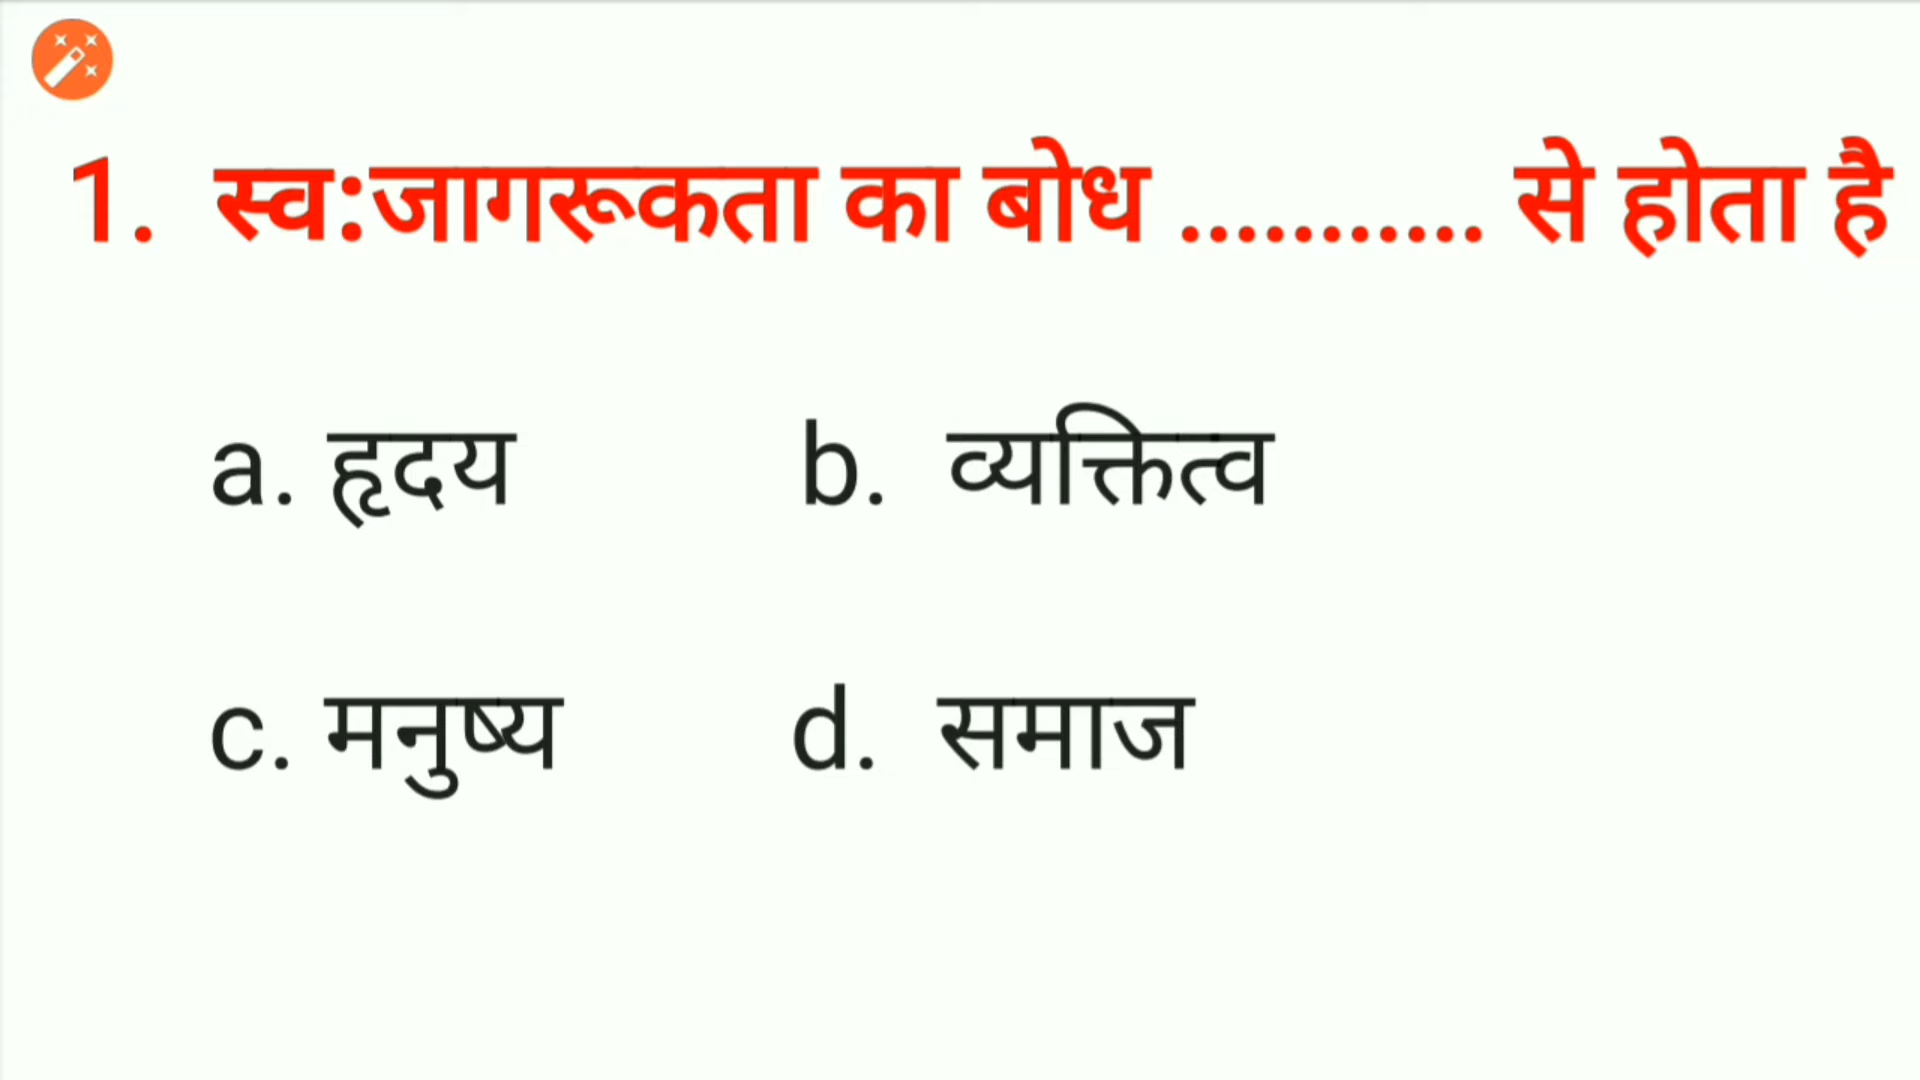 1. स्व:जागरूकता का बोध ........... से होता है
a. हृदय b. व्यक्तित्व
c. मनुष्य d. समाज